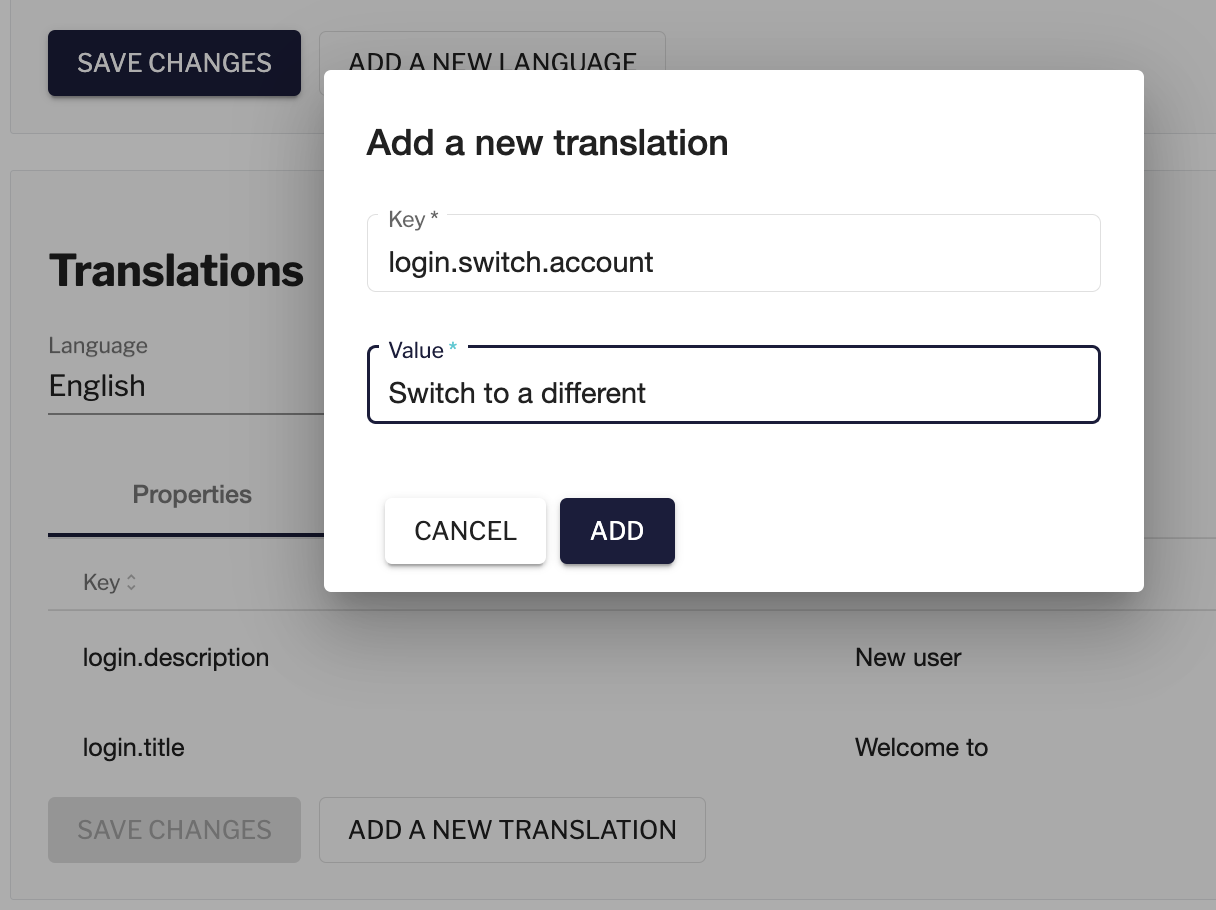 SAVE CHANGES
ADD A NEW LANGUAGE
Add a new translation
Key *
login.switch.account
Value *
Switch to a different
CANCEL
ADD
Translations
Language
English
Properties
Key
login.description
New user
login.title
Welcome to
SAVE CHANGES
ADD A NEW TRANSLATION